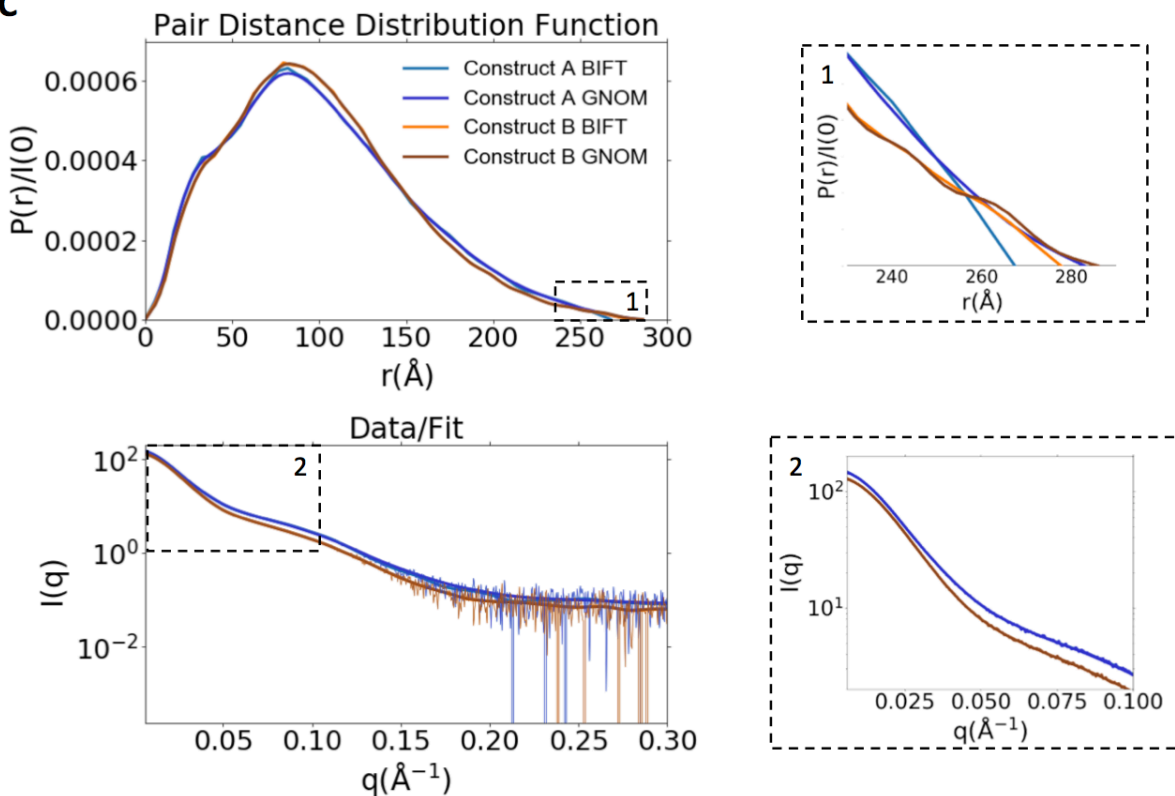 C
Pair Distance Distribution Function
P(r)/I(0)
0.0006
0.0004
0.0002
0.0000
0 50 100 150 200 250 300
r(Å)
Construct A BIFT
Construct A GNOM
Construct B BIFT
Construct B GNOM
1
1
P(r)/I(0)
240 260 280
r(Å)
Data/Fit
I(q)
10²
10⁰
10⁻²
2
0.05 0.10 0.15 0.20 0.25 0.30
q(Å⁻¹)
2
I(q)
10²
10¹
0.025 0.050 0.075 0.100
q(Å⁻¹)